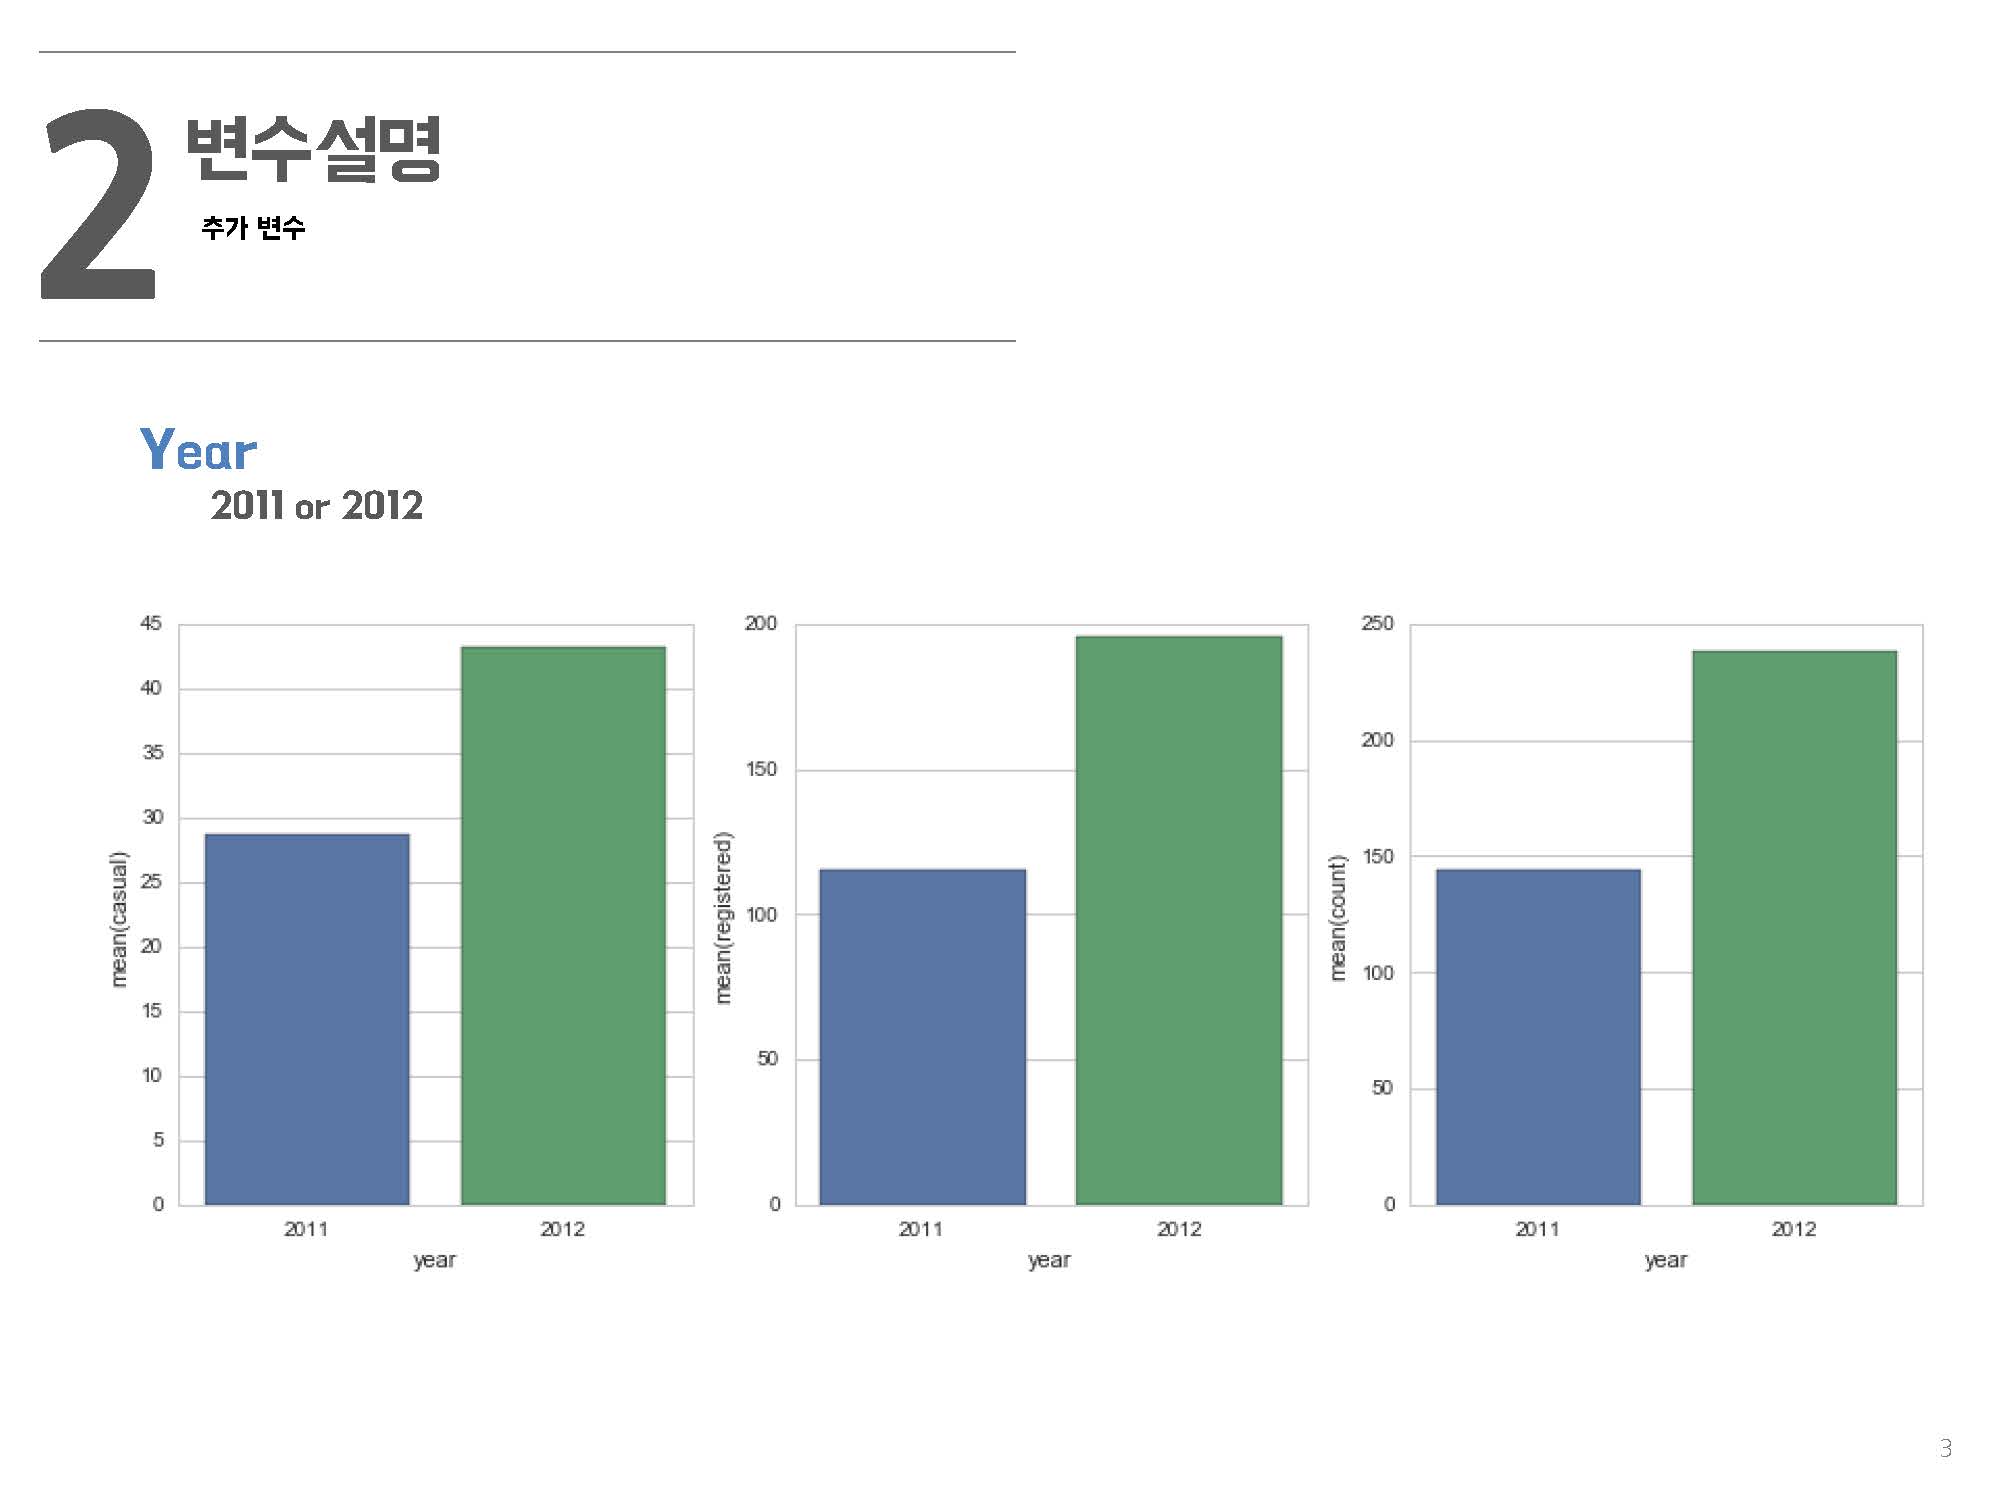 2
변수설명
추가 변수
Year
2011 or 2012
45
40
35
30
25
20
15
10
5
0
mean(casual)
2011
2012
year
200
150
100
50
0
mean(registered)
2011
2012
year
250
200
150
100
50
0
mean(count)
2011
2012
year
3